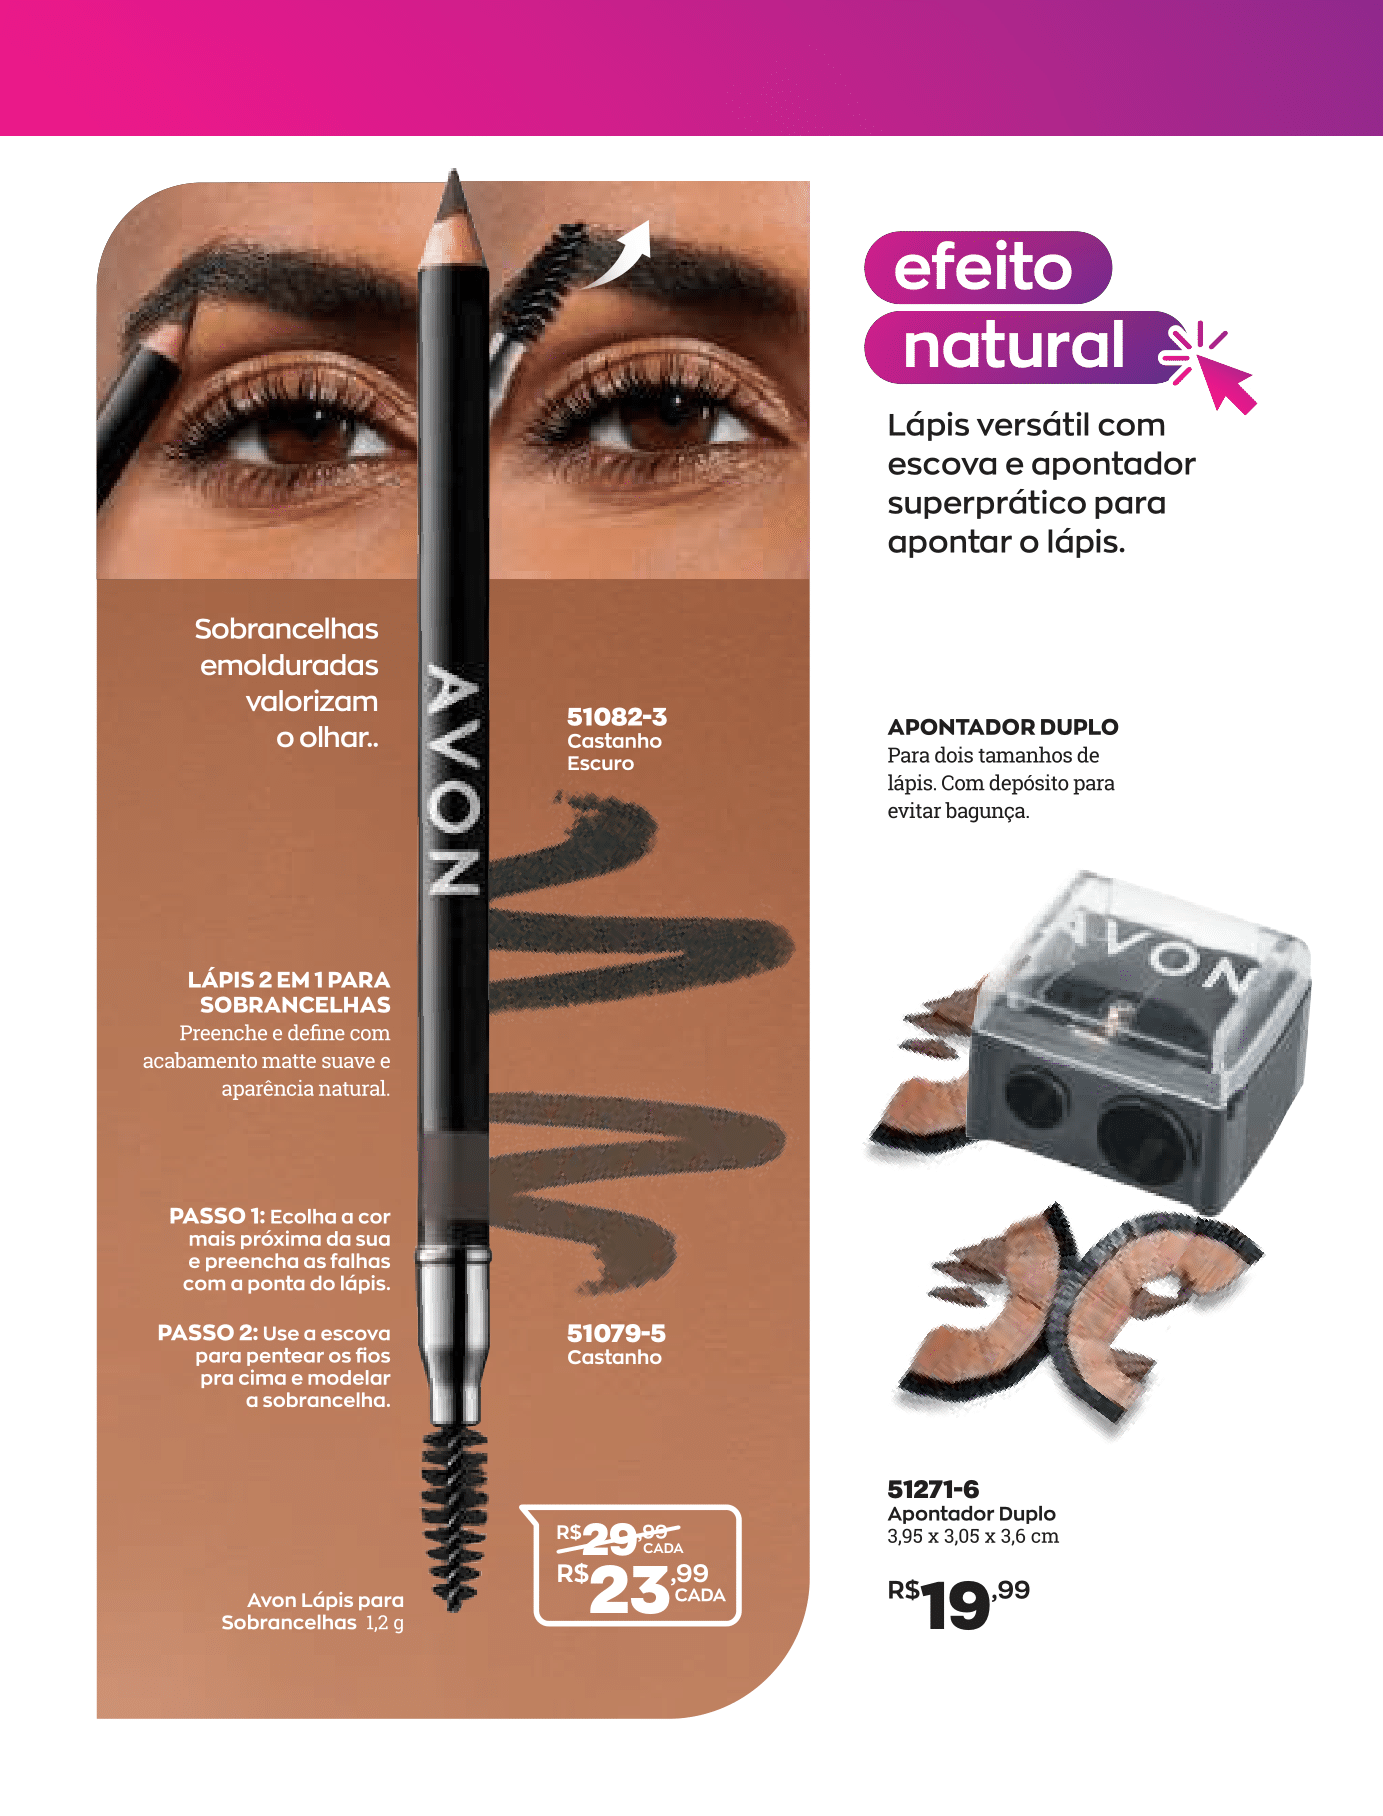 efeito
natural
Lápis versátil com
escova e apontador
superprático para
apontar o lápis.
Sobrancelhas
emolduradas
valorizam
o olhar..
AVON
51082-3
Castanho
Escuro
LÁPIS 2 EM 1 PARA
SOBRANCELHAS
Preenche e define com
acabamento matte suave e
aparência natural.
PASSO 1: Ecolha a cor
mais próxima da sua
e preencha as falhas
com a ponta do lápis.
PASSO 2: Use a escova
para pentear os fios
pra cima e modelar
a sobrancelha.
51079-5
Castanho
Avon Lápis para
Sobrancelhas 1,2 g
R$29,99 CADA
R$23,99 CADA
APONTADOR DUPLO
Para dois tamanhos de
lápis. Com depósito para
evitar bagunça.
AVON
51271-6
Apontador Duplo
3,95 x 3,05 x 3,6 cm
R$19,99